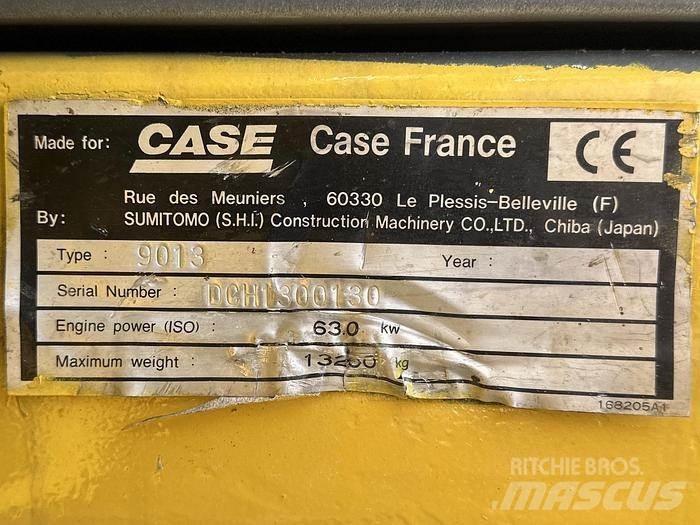 Made for: CASE Case France CE
Rue des Meuniers , 60330 Le Plessis-Belleville (F)
By: SUMITOMO (S.H.I.) Construction Machinery CO.,LTD., Chiba (Japan)
Type : 9013 Year :
Serial Number : DCH1300130
Engine power (ISO) : 63.0 kw
Maximum weight : 13200 kg
168205A1
RITCHIE BROS.
MASCUS